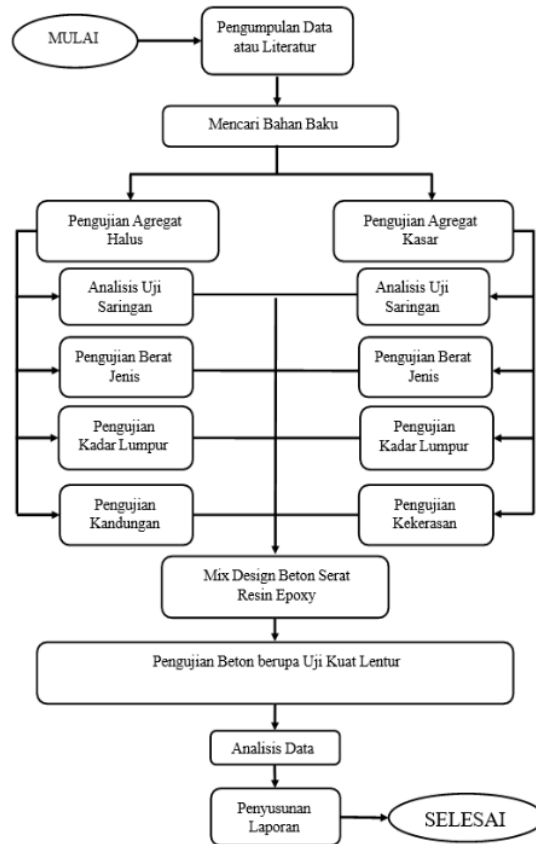 MULAI
Pengumpulan Data
atau Literatur
Mencari Bahan Baku
Pengujian Agregat
Halus
Pengujian Agregat
Kasar
Analisis Uji
Saringan
Analisis Uji
Saringan
Pengujian Berat
Jenis
Pengujian Berat
Jenis
Pengujian
Kadar Lumpur
Pengujian
Kadar Lumpur
Pengujian
Kandungan
Pengujian
Kekerasan
Mix Design Beton Serat
Resin Epoxy
Pengujian Beton berupa Uji Kuat Lentur
Analisis Data
Penyusunan
Laporan
SELESAI